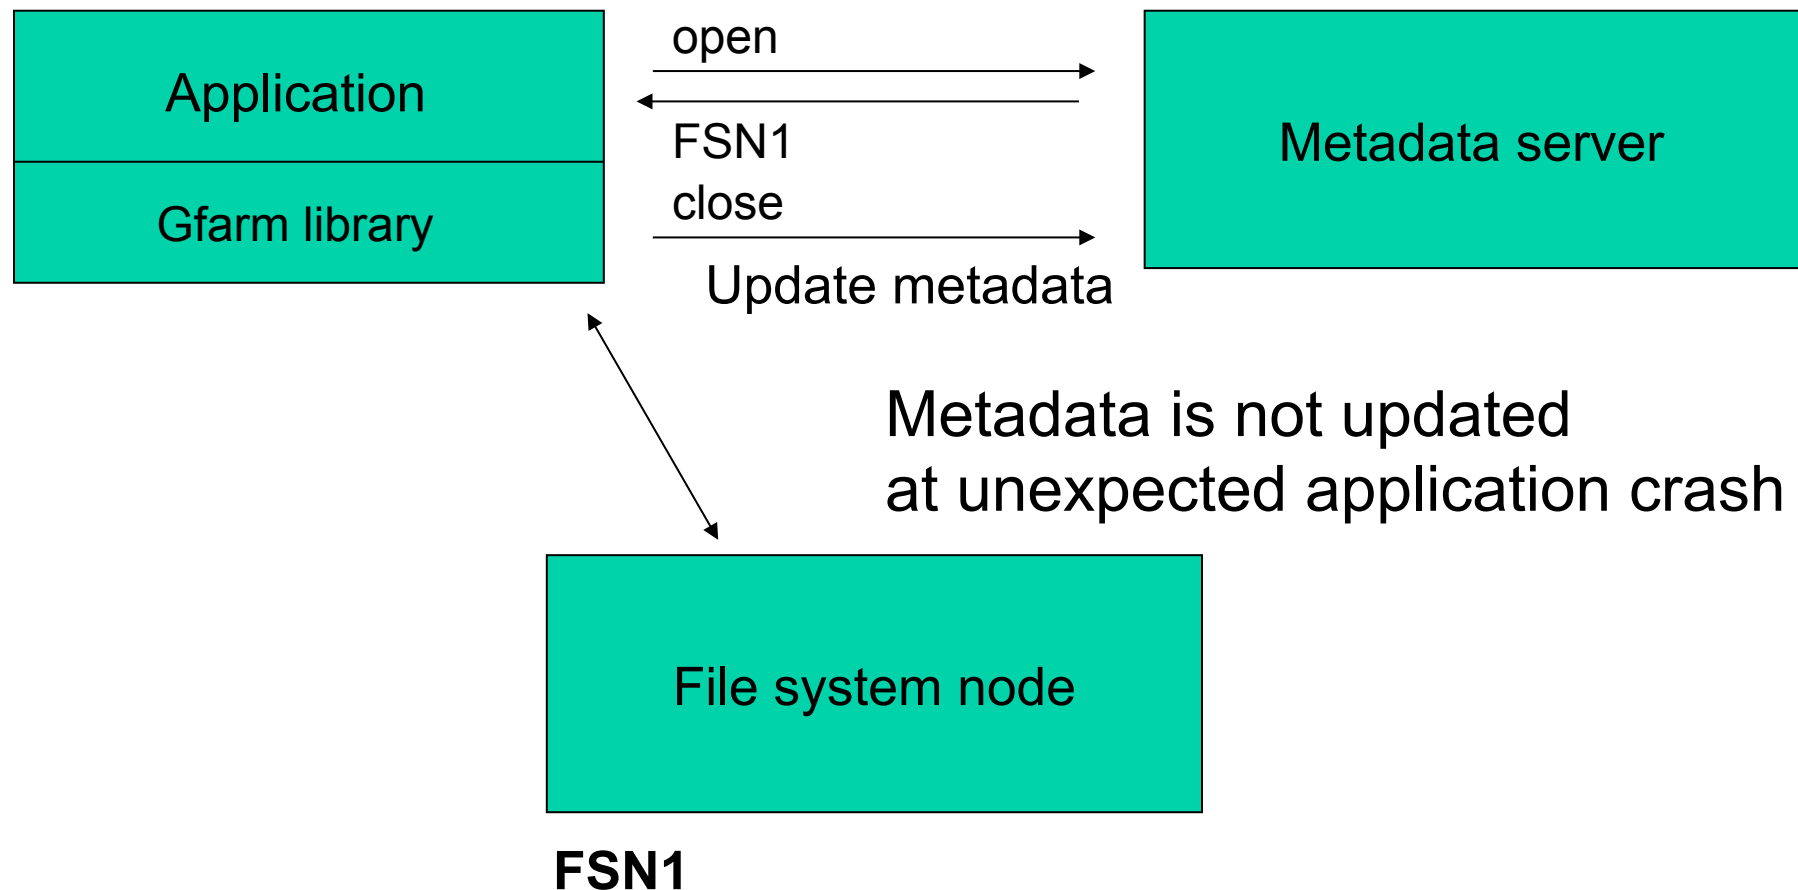 Application
Gfarm library
open
FSN1
close
Update metadata
Metadata server
Metadata is not updated
at unexpected application crash
File system node
FSN1